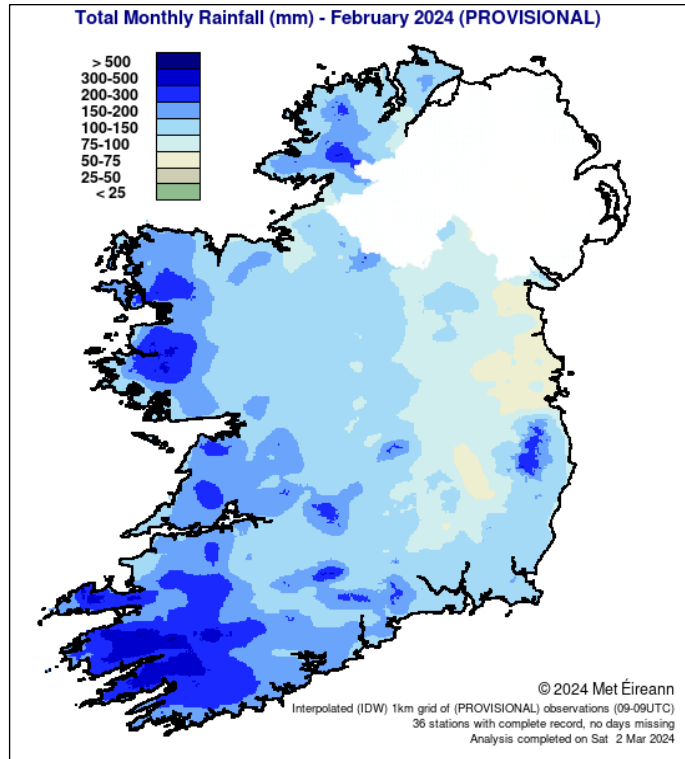 Total Monthly Rainfall (mm) - February 2024 (PROVISIONAL)
> 500
300-500
200-300
150-200
100-150
75-100
50-75
25-50
< 25
© 2024 Met Éireann
Interpolated (IDW) 1km grid of (PROVISIONAL) observations (09-09UTC)
36 stations with complete record, no days missing
Analysis completed on Sat 2 Mar 2024